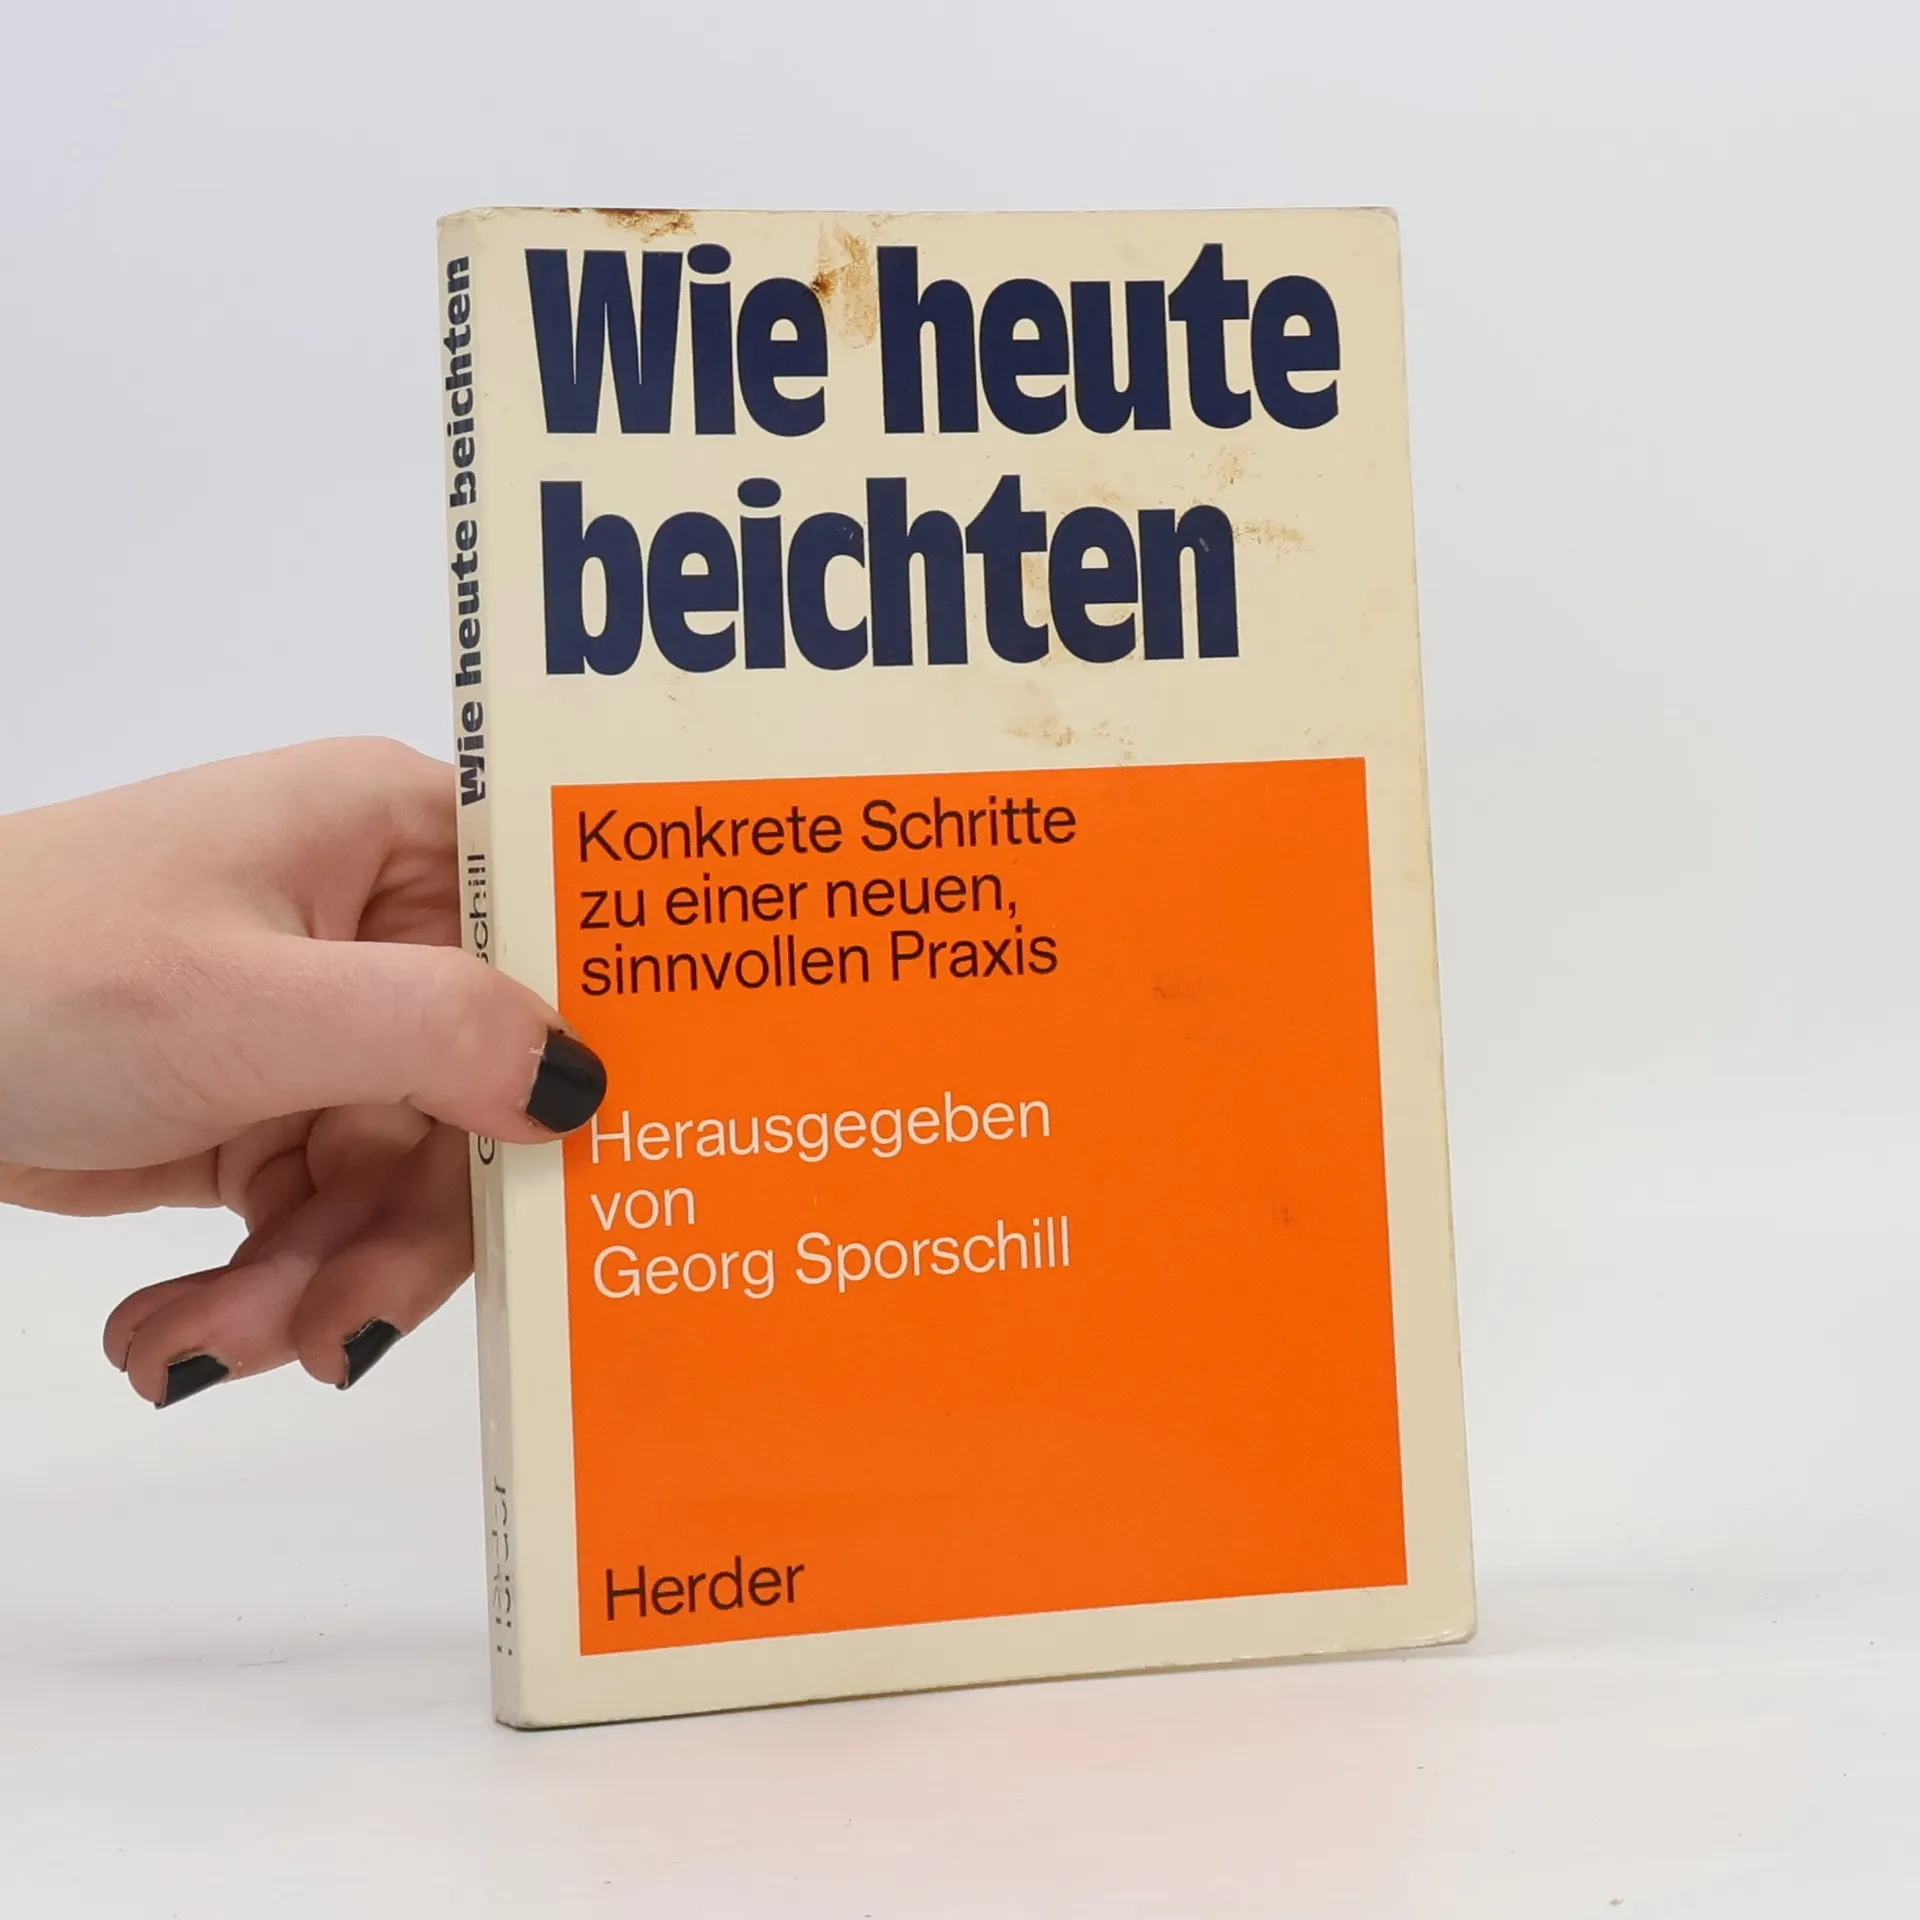 Wie heute
beichten
Konkrete Schritte
zu einer neuen,
sinnvollen Praxis
Herausgegeben
von
Georg Sporschill
Herder
Wie heute beichten